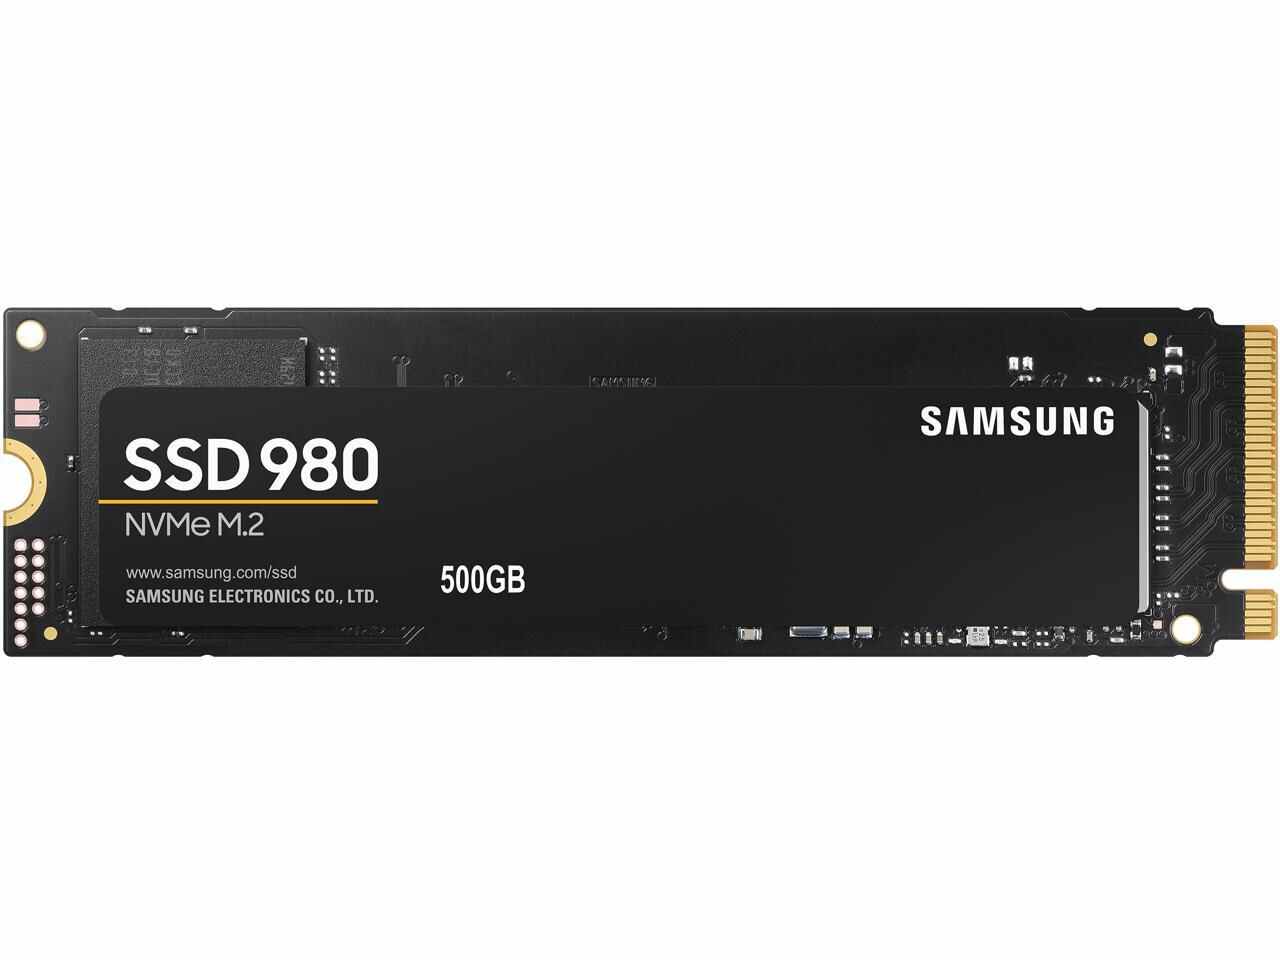 SAMSUNG
SSD 980
NVMe M.2
www.samsung.com/ssd
SAMSUNG ELECTRONICS CO., LTD.
500GB